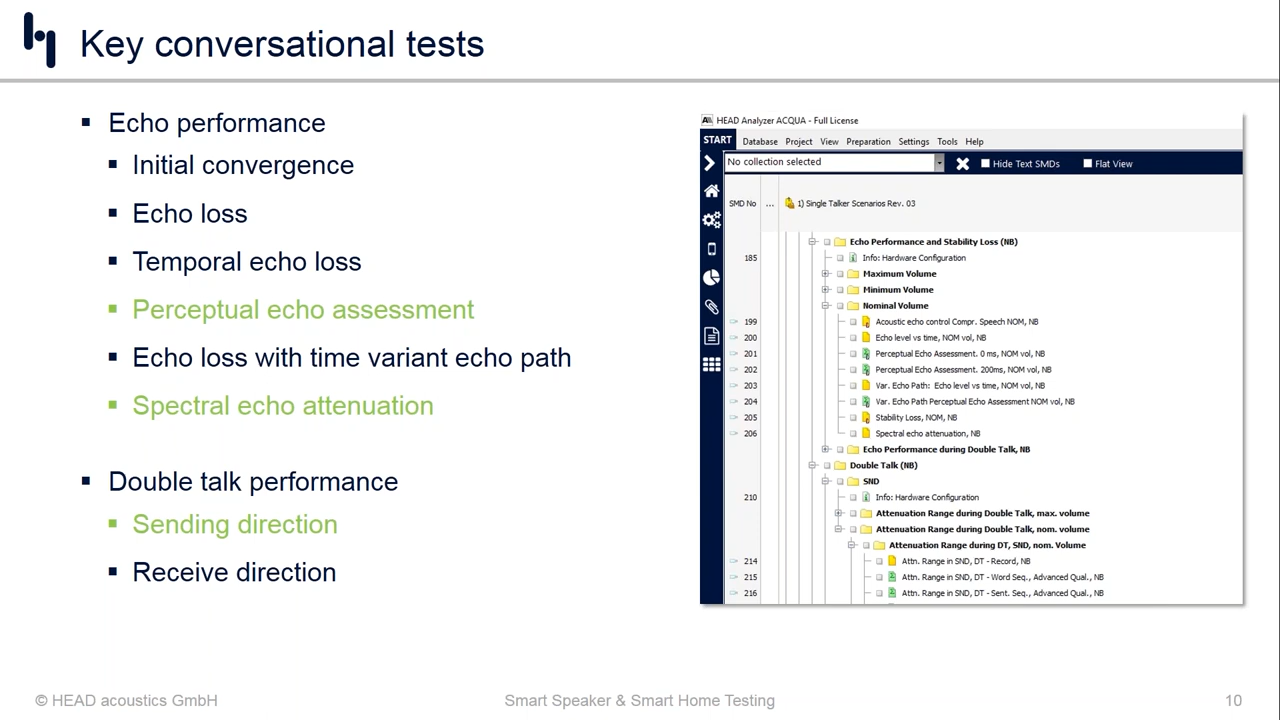 Key conversational tests
Echo performance
Initial convergence
Echo loss
Temporal echo loss
Perceptual echo assessment
Echo loss with time variant echo path
Spectral echo attenuation
Double talk performance
Sending direction
Receive direction
HEAD Analyzer ACQUA - Full License
START Database Project View Preparation Settings Tools Help
No collection selected Hide Text SMDs Flat View
SMD No ... 1) Single Talker Scenarios Rev. 03
Echo Performance and Stability Loss (NB)
185 Info: Hardware Configuration
Maximum Volume
Minimum Volume
Nominal Volume
199 Acoustic echo control Compr. Speech NOM, NB
200 Echo level vs time, NOM vol, NB
201 Perceptual Echo Assessment. 0 ms, NOM vol, NB
202 Perceptual Echo Assessment. 200ms, NOM vol, NB
203 Var. Echo Path: Echo level vs time, NOM vol, NB
204 Var. Echo Path Perceptual Echo Assessment NOM vol, NB
205 Stability Loss, NOM, NB
206 Spectral echo attenuation, NB
Echo Performance during Double Talk, NB
Double Talk (NB)
SND
210 Info: Hardware Configuration
Attenuation Range during Double Talk, max. volume
Attenuation Range during Double Talk, nom. volume
Attenuation Range during DT, SND, nom. Volume
214 Attn. Range in SND, DT - Record, NB
215 Attn. Range in SND, DT - Word Seq., Advanced Qual., NB
216 Attn. Range in SND, DT - Sent. Seq., Advanced Qual., NB
© HEAD acoustics GmbH
Smart Speaker & Smart Home Testing
10